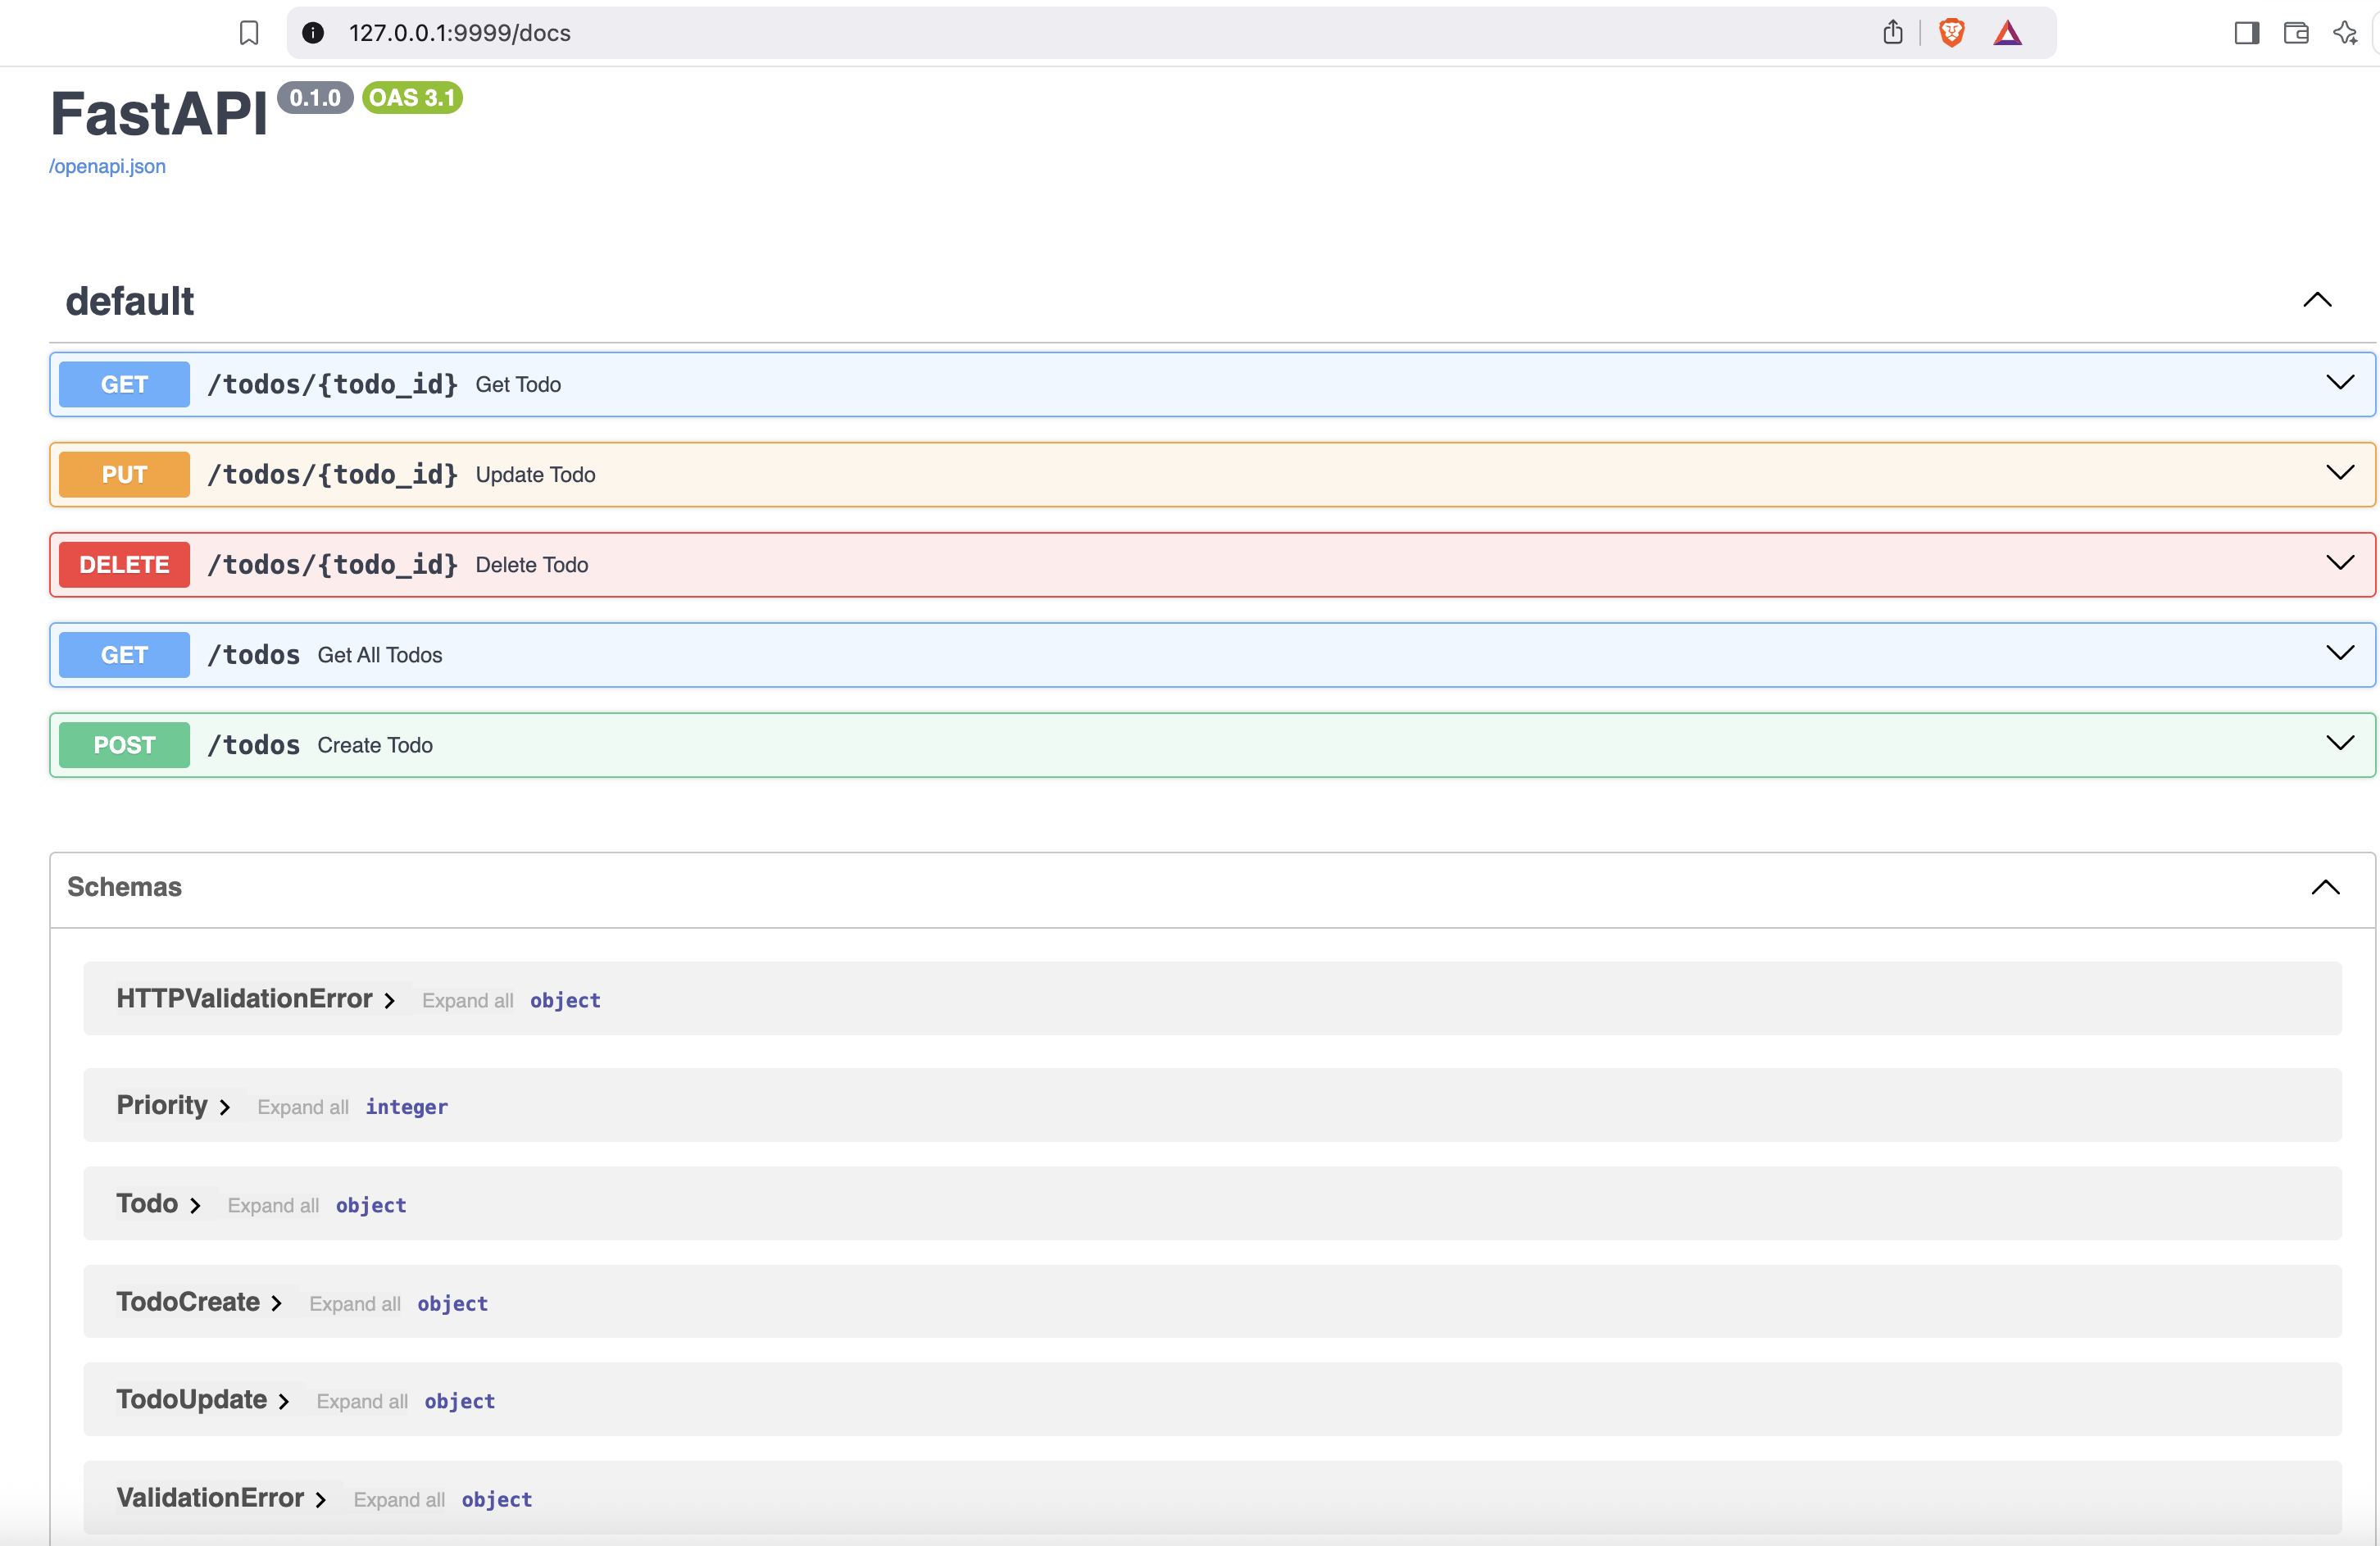 127.0.0.1:9999/docs
FastAPI 0.1.0 OAS 3.1
/openapi.json
default
GET /todos/{todo_id} Get Todo
PUT /todos/{todo_id} Update Todo
DELETE /todos/{todo_id} Delete Todo
GET /todos Get All Todos
POST /todos Create Todo
Schemas
HTTPValidationError Expand all object
Priority Expand all integer
Todo Expand all object
TodoCreate Expand all object
TodoUpdate Expand all object
ValidationError Expand all object